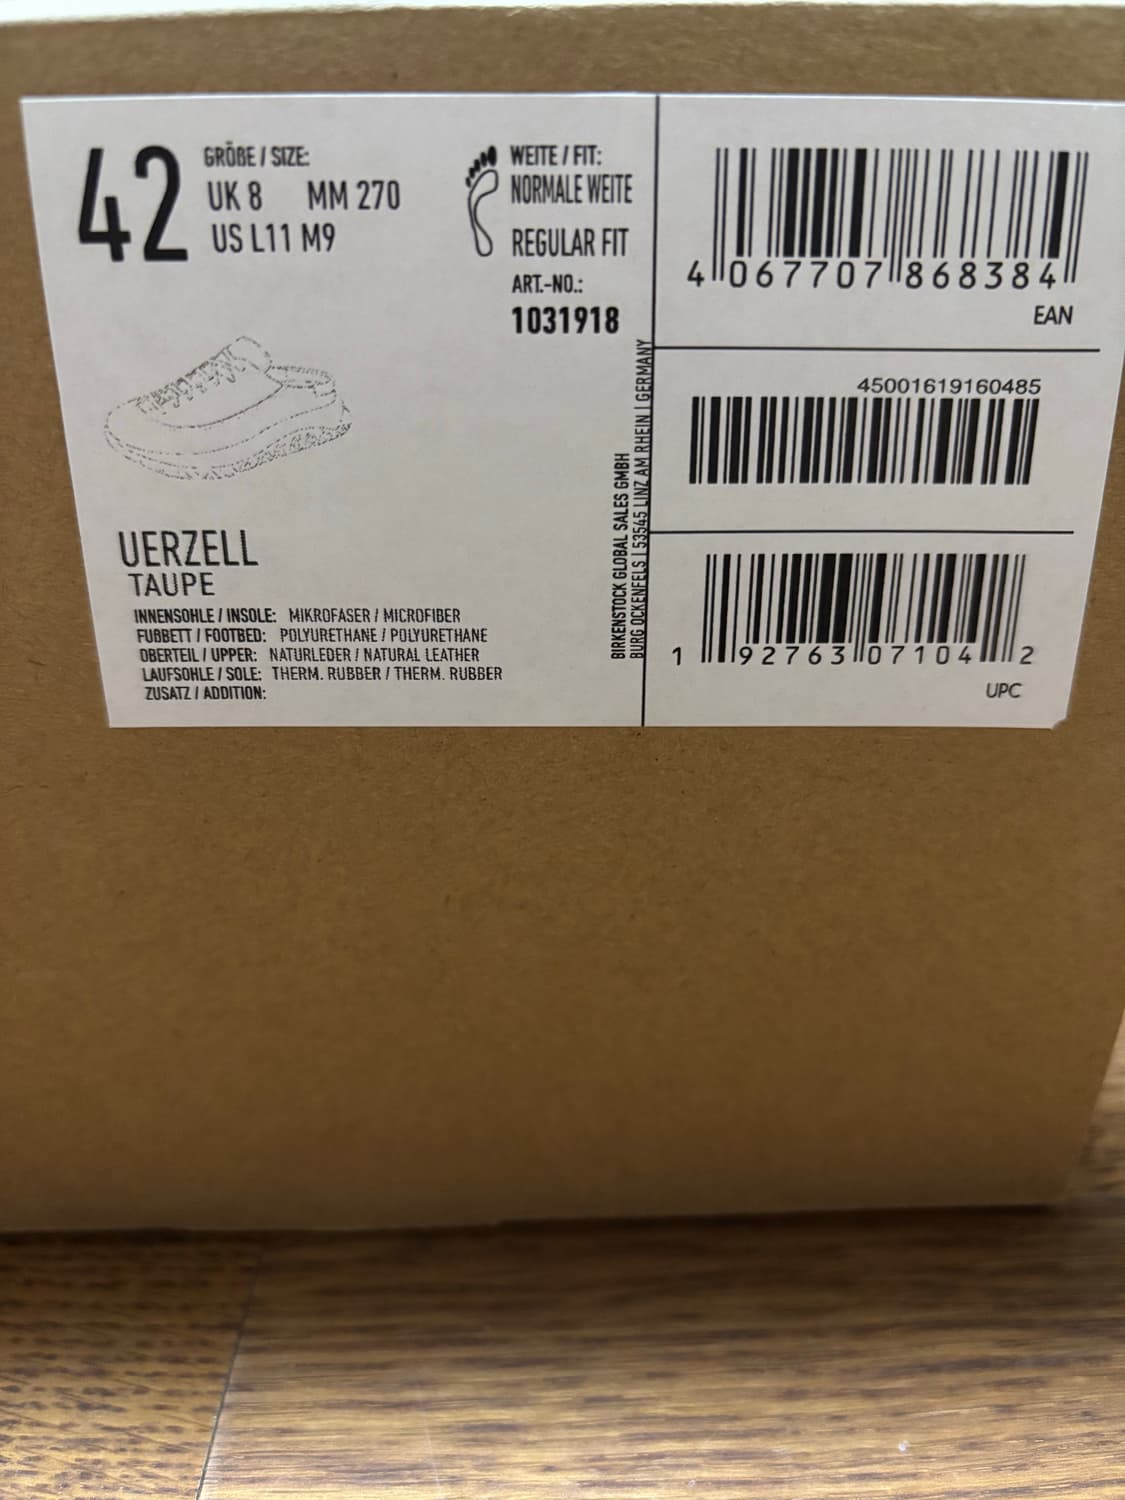 42
GRÖßE / SIZE:
UK 8 MM 270
US L11 M9
WEITE / FIT:
NORMALE WEITE
REGULAR FIT
ART.-NO.:
1031918
UERZELL
TAUPE
INNENSOHLE / INSOLE: MIKROFASER / MICROFIBER
FUßBETT / FOOTBED: POLYURETHANE / POLYURETHANE
OBERTEIL / UPPER: NATURLEDER / NATURAL LEATHER
LAUFSOHLE / SOLE: THERM. RUBBER / THERM. RUBBER
ZUSATZ / ADDITION:
BIRKENSTOCK GLOBAL SALES GMBH
BURG OCKENFELS | 53545 LINZ AM RHEIN | GERMANY
4 067707 868384
EAN
45001619160485
1 92763 07104 2
UPC